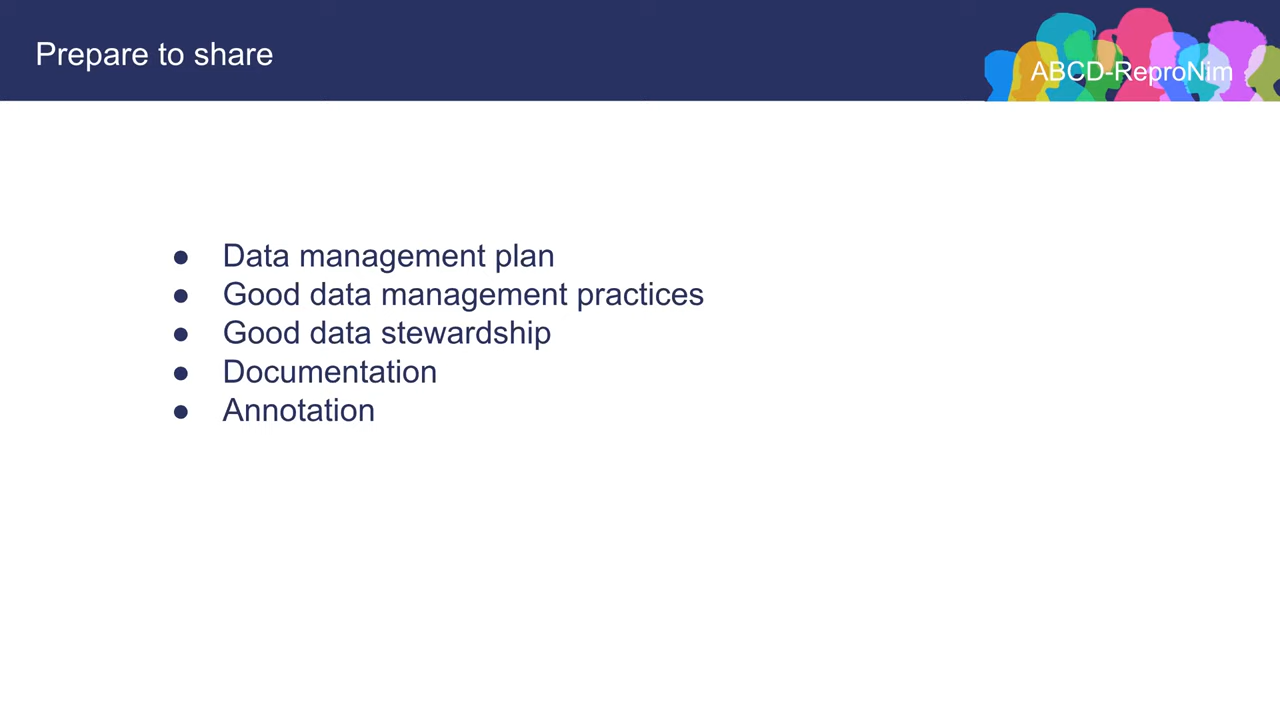 Prepare to share
ABCD-ReproNim
● Data management plan
● Good data management practices
● Good data stewardship
● Documentation
● Annotation